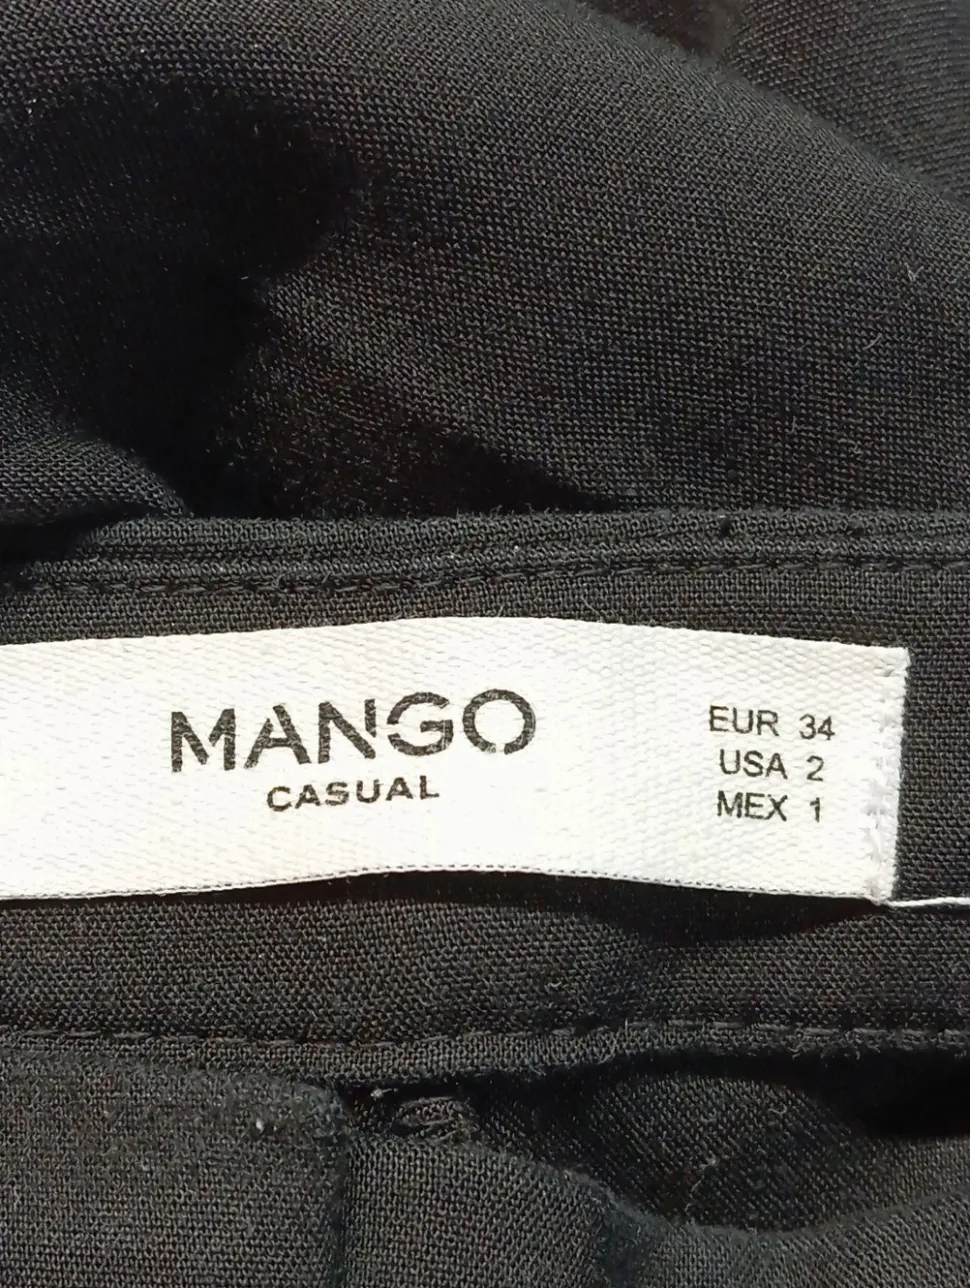 MANGO
CASUAL
EUR 34
USA 2
MEX 1